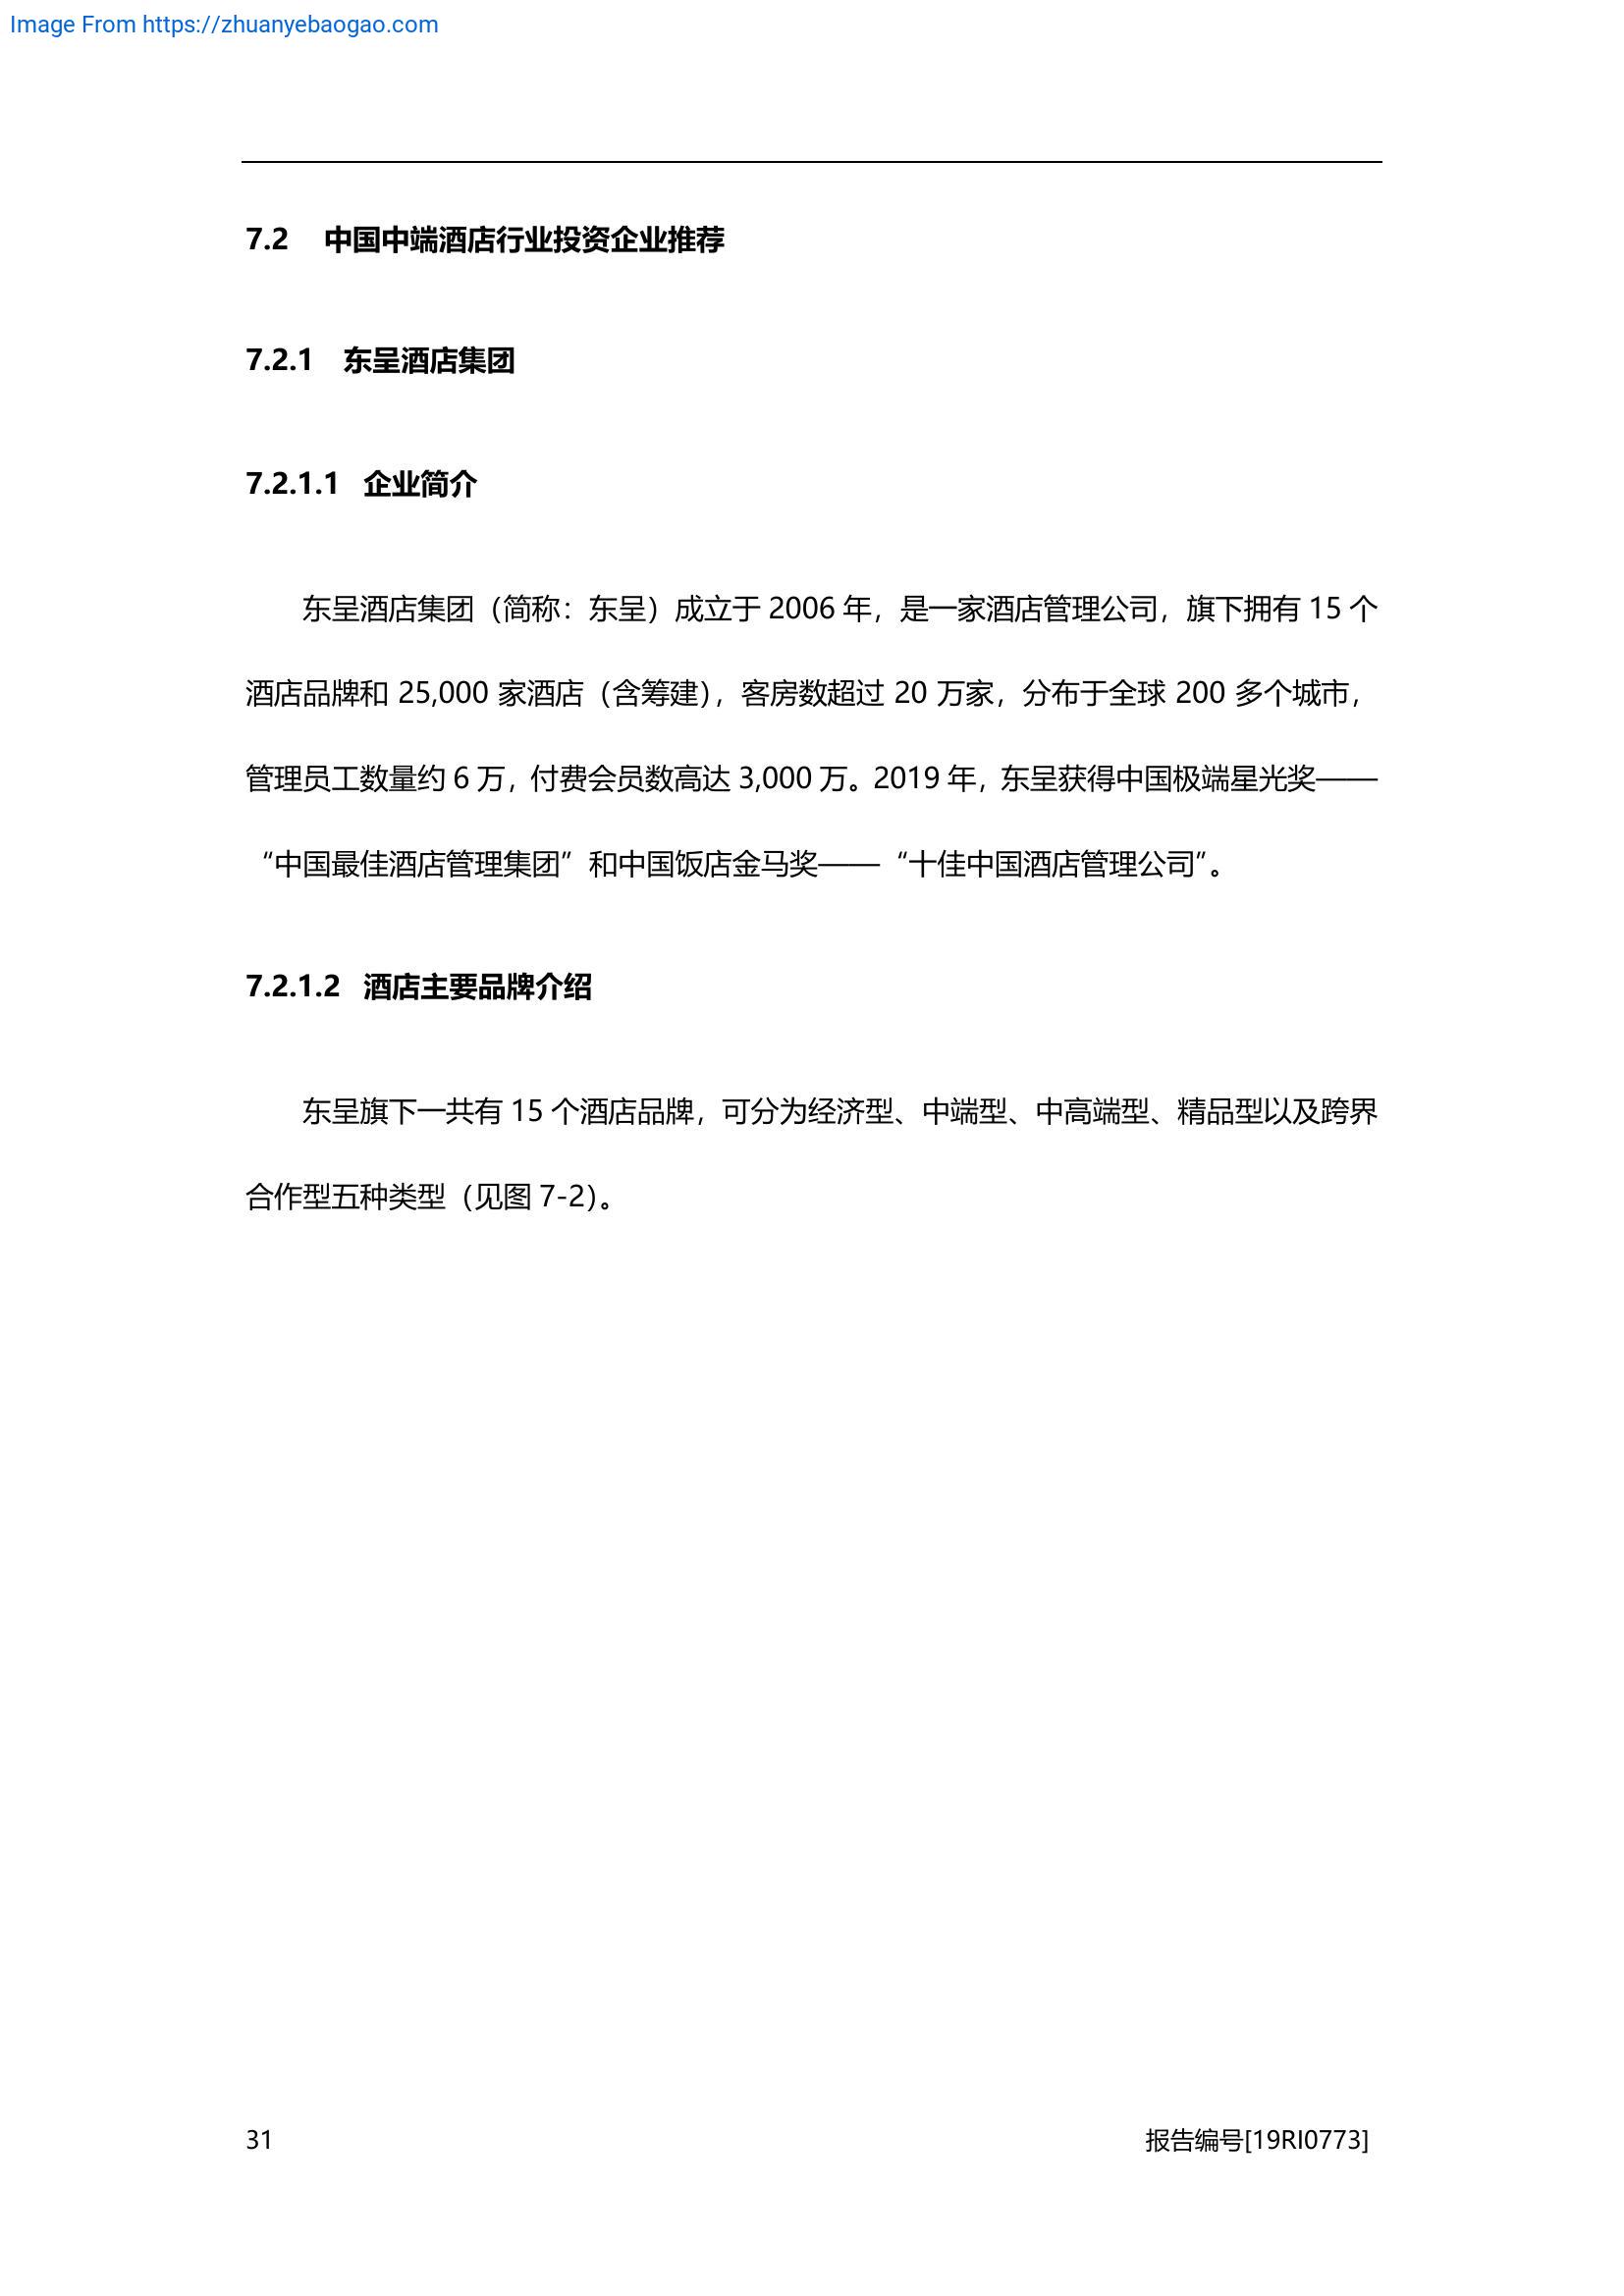 Image From https://zhuanyebaogao.com
7.2 中国中端酒店行业投资企业推荐
7.2.1 东呈酒店集团
7.2.1.1 企业简介
东呈酒店集团（简称：东呈）成立于 2006 年，是一家酒店管理公司，旗下拥有 15 个
酒店品牌和 25,000 家酒店（含筹建），客房数超过 20 万家，分布于全球 200 多个城市，
管理员工数量约 6 万，付费会员数高达 3,000 万。2019 年，东呈获得中国极端星光奖——
“中国最佳酒店管理集团”和中国饭店金马奖——“十佳中国酒店管理公司”。
7.2.1.2 酒店主要品牌介绍
东呈旗下一共有 15 个酒店品牌，可分为经济型、中端型、中高端型、精品型以及跨界
合作型五种类型（见图 7-2）。
31 报告编号[19RI0773]